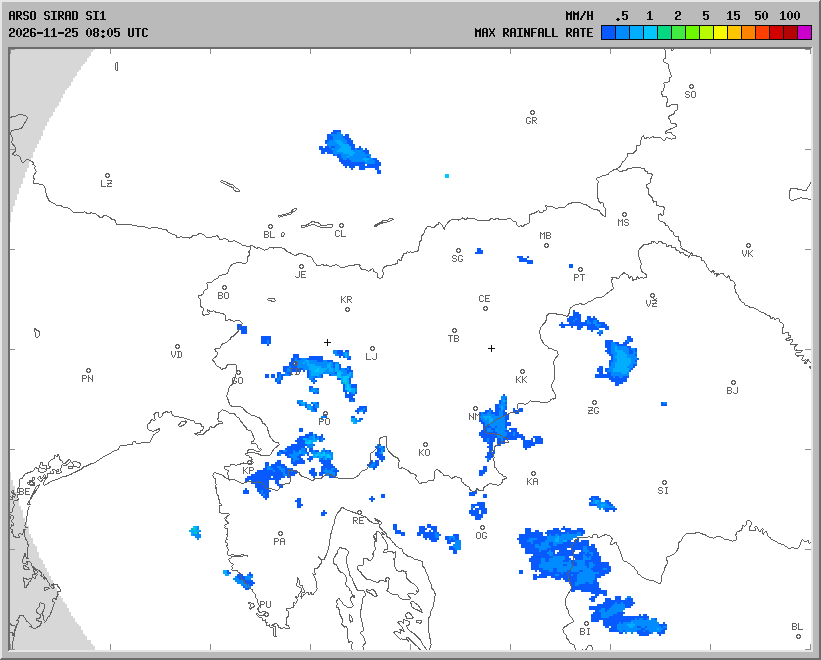 ARSO SIRAD SI1
2026-11-25 08:05 UTC
MM/H .5 1 2 5 15 50 100
MAX RAINFALL RATE
SO
GR
LZ
MS
BL CL
MB
VK
SG
JE
PT
BO
KR
CE
VŽ
TB
VD
LJ
PN
GO
KK
BJ
ZG
NM
PO
KO
KP
KA
SI
BE
RE
OG
PA
PU
BI
BL